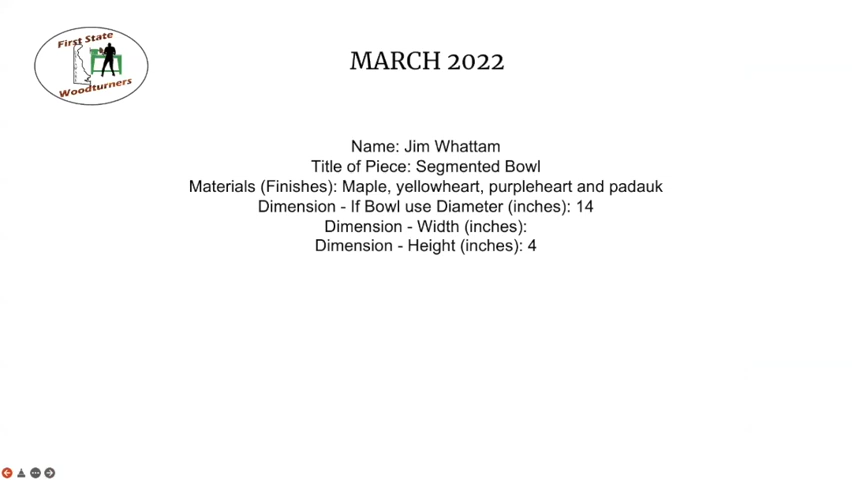 First State
Woodturners
MARCH 2022
Name: Jim Whattam
Title of Piece: Segmented Bowl
Materials (Finishes): Maple, yellowheart, purpleheart and padauk
Dimension - If Bowl use Diameter (inches): 14
Dimension - Width (inches):
Dimension - Height (inches): 4